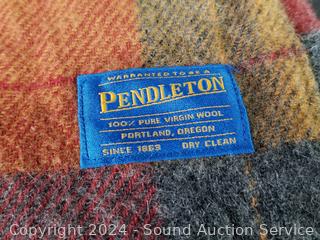 WARRANTED TO BE A
PENDLETON
100% PURE VIRGIN WOOL
PORTLAND, OREGON
SINCE 1863 DRY CLEAN
Copyright 2024 - Sound Auction Service